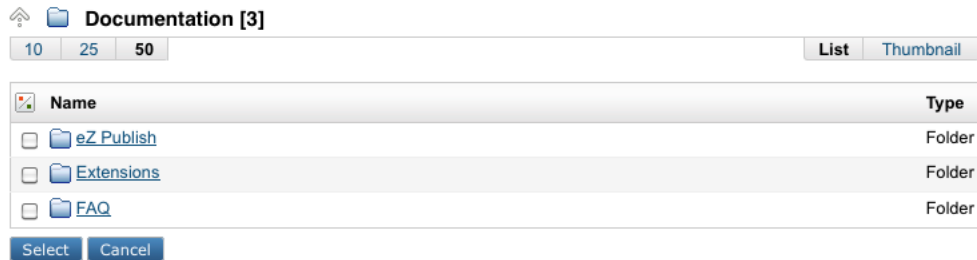 Documentation [3]
10 25 50 List Thumbnail
Name Type
eZ Publish Folder
Extensions Folder
FAQ Folder
Select Cancel